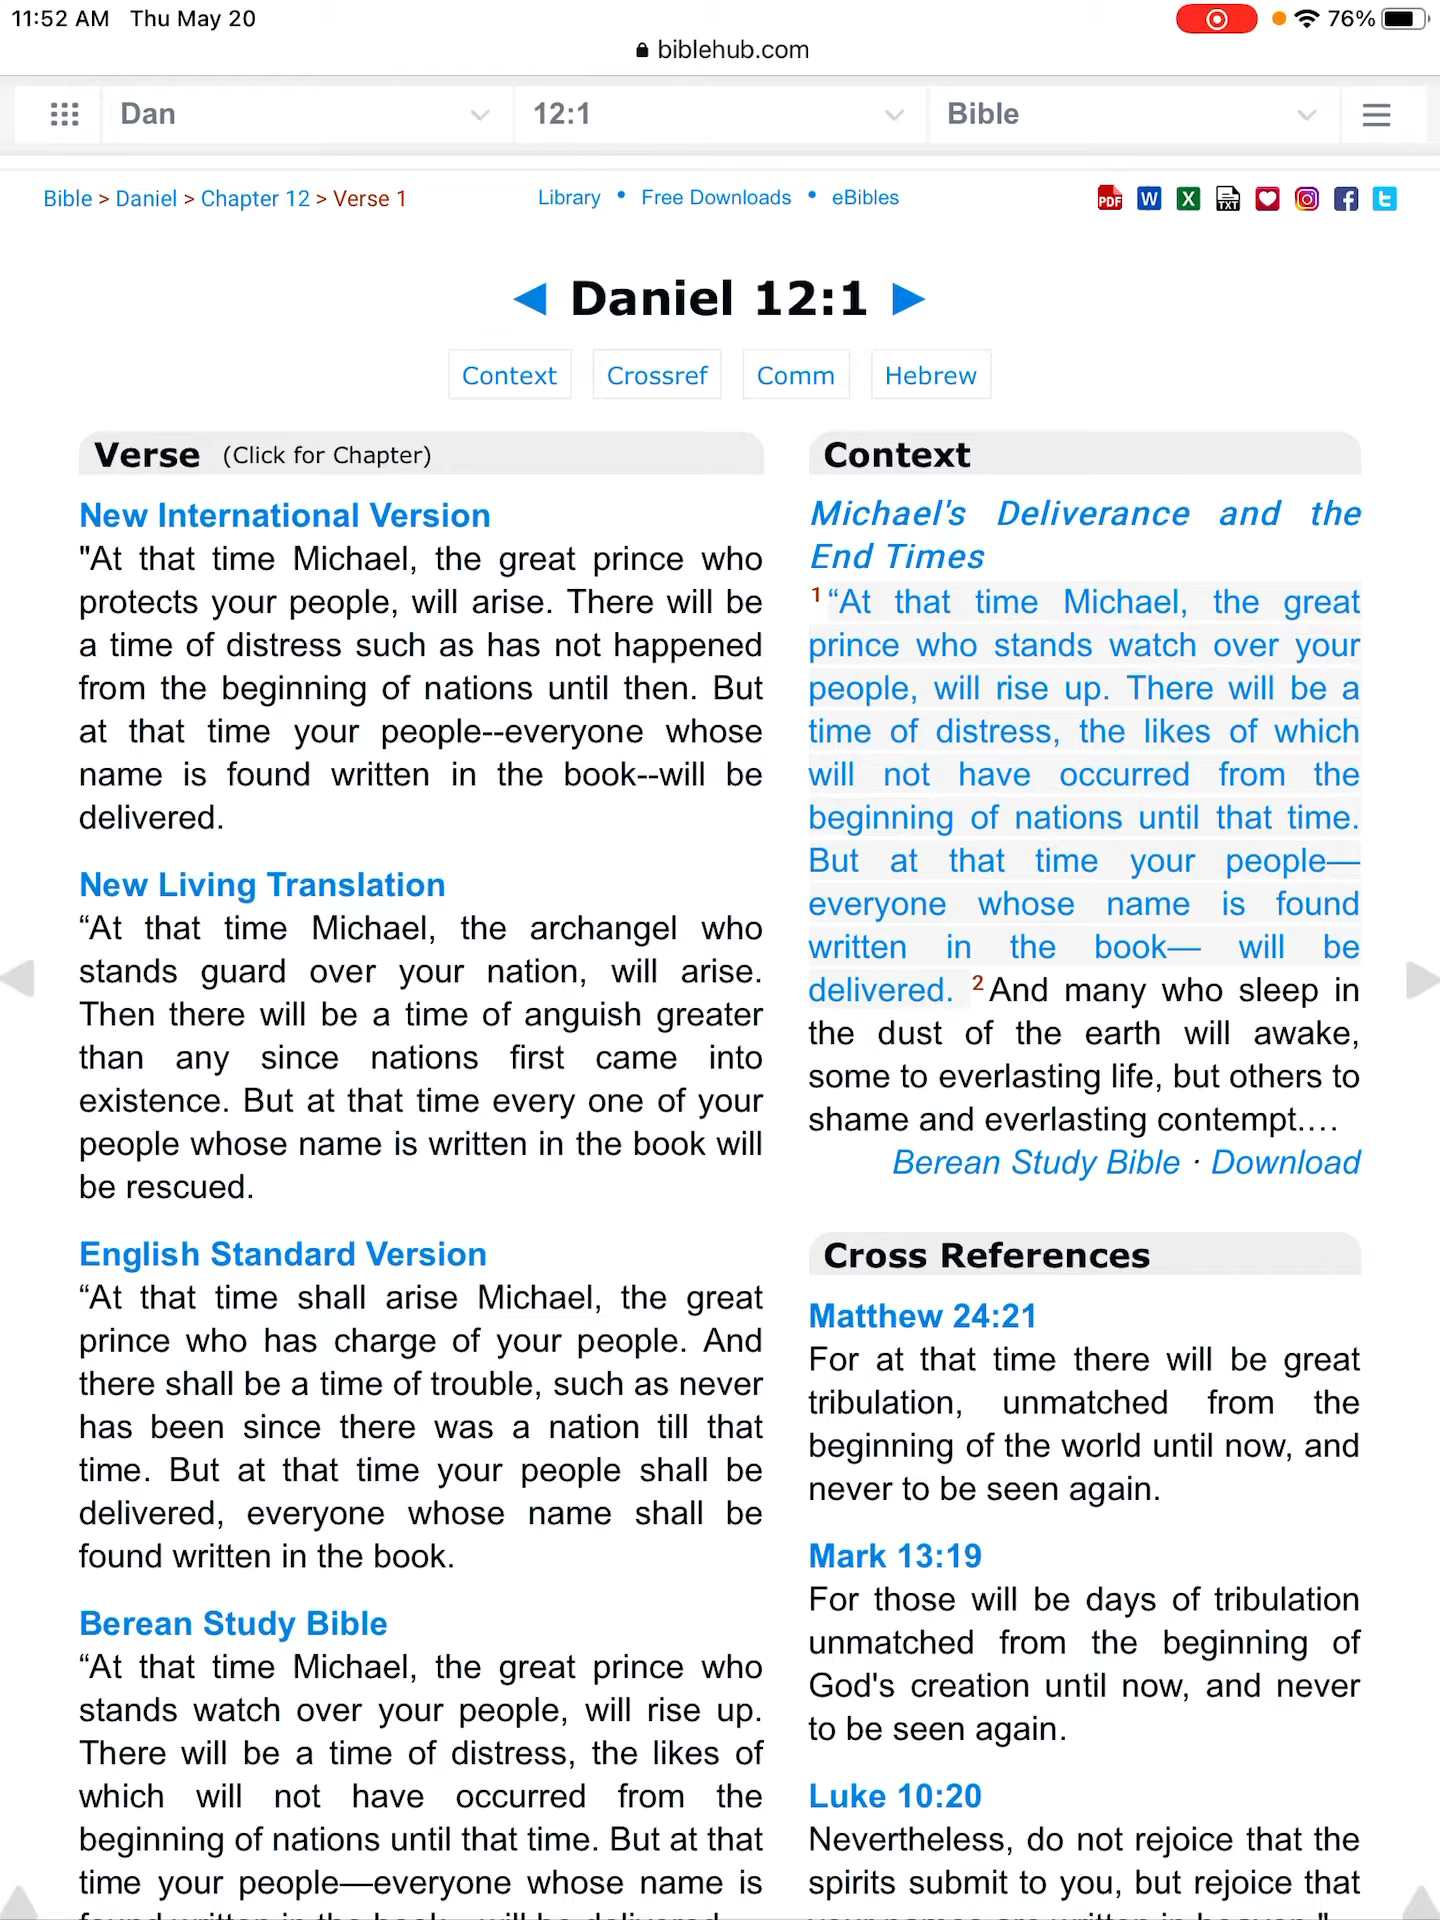 11:52 AM Thu May 20
76%
biblehub.com
Dan
12:1
Bible
Bible > Daniel > Chapter 12 > Verse 1
Library • Free Downloads • eBibles
PDF W X TXT
Daniel 12:1
Context
Crossref
Comm
Hebrew
Verse (Click for Chapter)
New International Version
"At that time Michael, the great prince who
protects your people, will arise. There will be
a time of distress such as has not happened
from the beginning of nations until then. But
at that time your people--everyone whose
name is found written in the book--will be
delivered.
New Living Translation
“At that time Michael, the archangel who
stands guard over your nation, will arise.
Then there will be a time of anguish greater
than any since nations first came into
existence. But at that time every one of your
people whose name is written in the book will
be rescued.
English Standard Version
“At that time shall arise Michael, the great
prince who has charge of your people. And
there shall be a time of trouble, such as never
has been since there was a nation till that
time. But at that time your people shall be
delivered, everyone whose name shall be
found written in the book.
Berean Study Bible
“At that time Michael, the great prince who
stands watch over your people, will rise up.
There will be a time of distress, the likes of
which will not have occurred from the
beginning of nations until that time. But at that
time your people—everyone whose name is
Context
Michael's Deliverance and the
End Times
1 “At that time Michael, the great
prince who stands watch over your
people, will rise up. There will be a
time of distress, the likes of which
will not have occurred from the
beginning of nations until that time.
But at that time your people—
everyone whose name is found
written in the book— will be
delivered. 2 And many who sleep in
the dust of the earth will awake,
some to everlasting life, but others to
shame and everlasting contempt.…
Berean Study Bible · Download
Cross References
Matthew 24:21
For at that time there will be great
tribulation, unmatched from the
beginning of the world until now, and
never to be seen again.
Mark 13:19
For those will be days of tribulation
unmatched from the beginning of
God's creation until now, and never
to be seen again.
Luke 10:20
Nevertheless, do not rejoice that the
spirits submit to you, but rejoice that